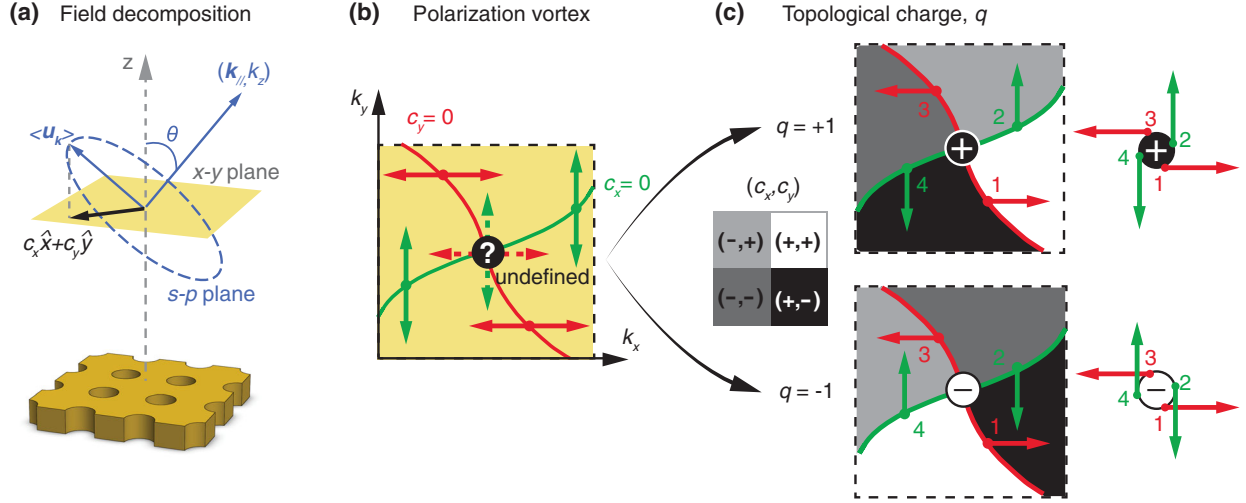 (a) Field decomposition
z
(k//,kz)
<uk>
θ
x-y plane
cxx̂+cyŷ
s-p plane
(b) Polarization vortex
ky
cy= 0
cx= 0
?
undefined
kx
(c) Topological charge, q
q = +1
(cx,cy)
(-,+) (+,+)
(-,-) (+,-)
q = -1
3
2
+
4
1
3
2
+
4
1
3
2
−
4
1
3
2
−
4
1